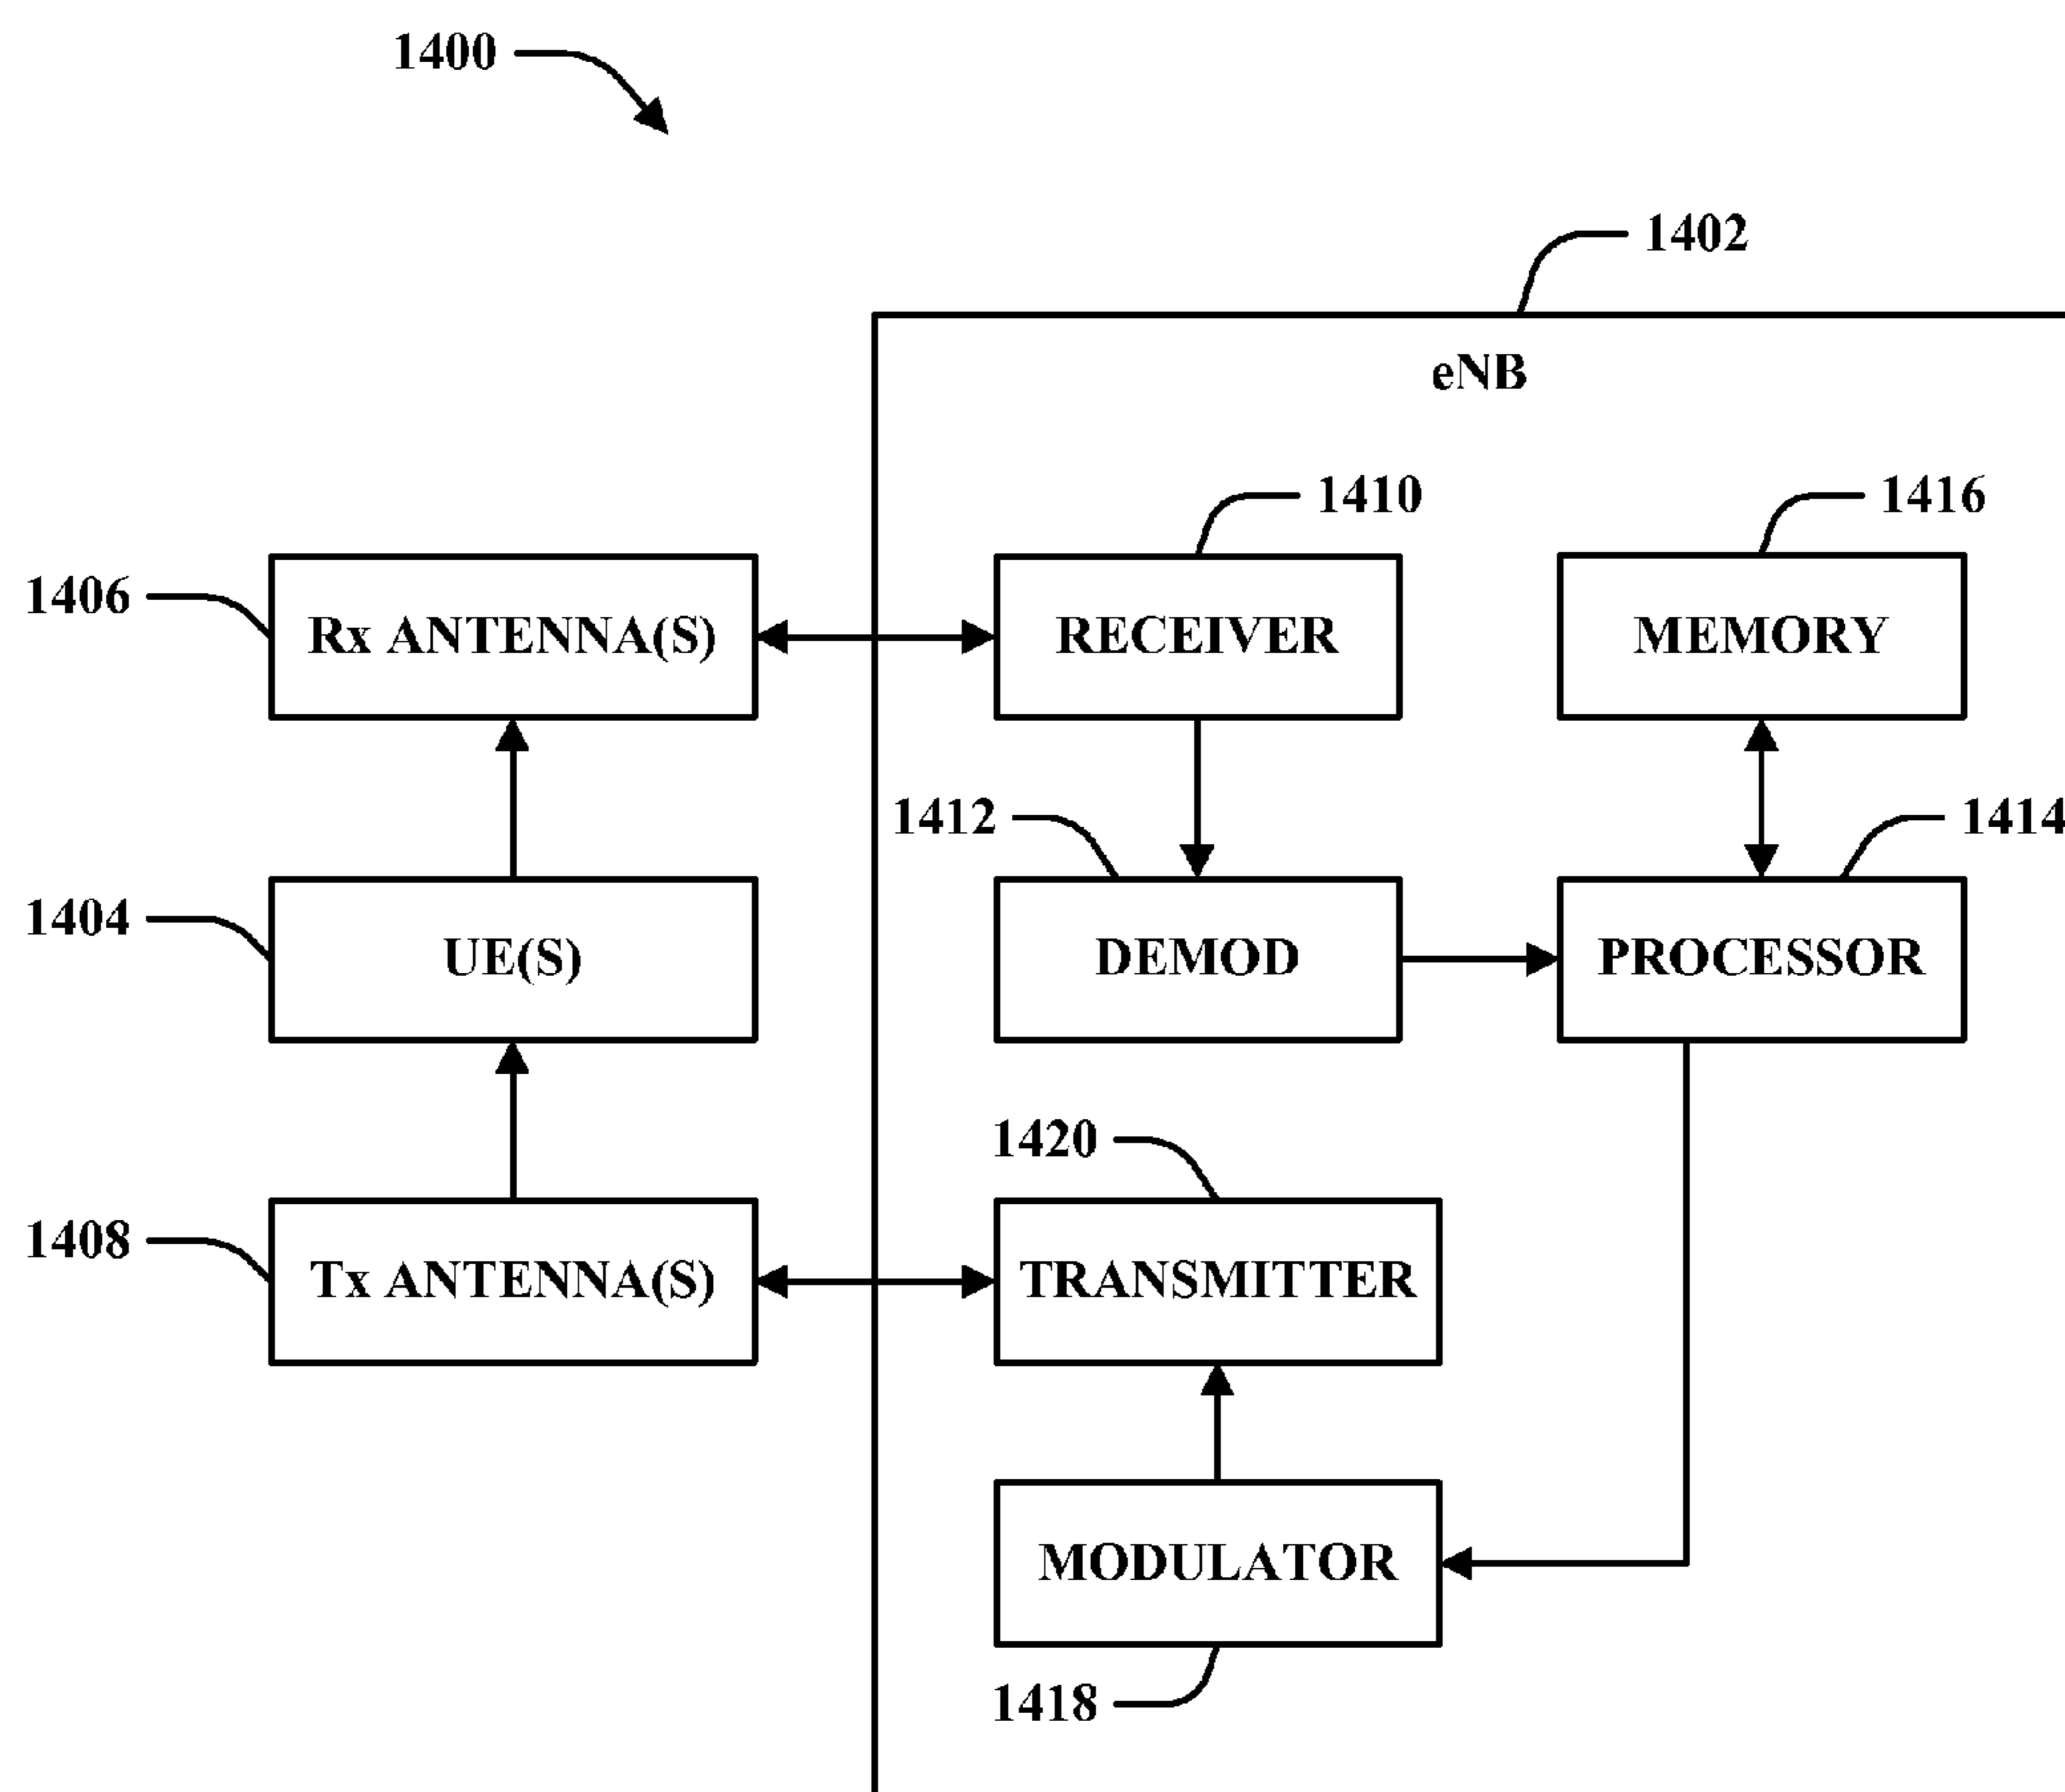 1400
1402
eNB
1410
1416
1406
Rx ANTENNA(S)
RECEIVER
MEMORY
1412
1414
1404
UE(S)
DEMOD
PROCESSOR
1420
1408
Tx ANTENNA(S)
TRANSMITTER
MODULATOR
1418